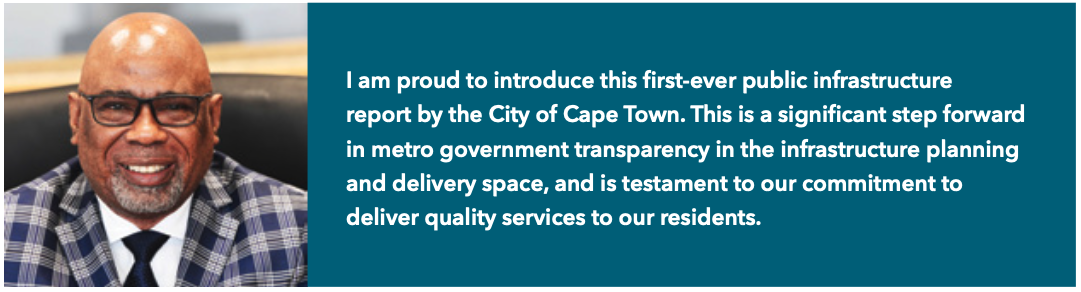 I am proud to introduce this first-ever public infrastructure
report by the City of Cape Town. This is a significant step forward
in metro government transparency in the infrastructure planning
and delivery space, and is testament to our commitment to
deliver quality services to our residents.